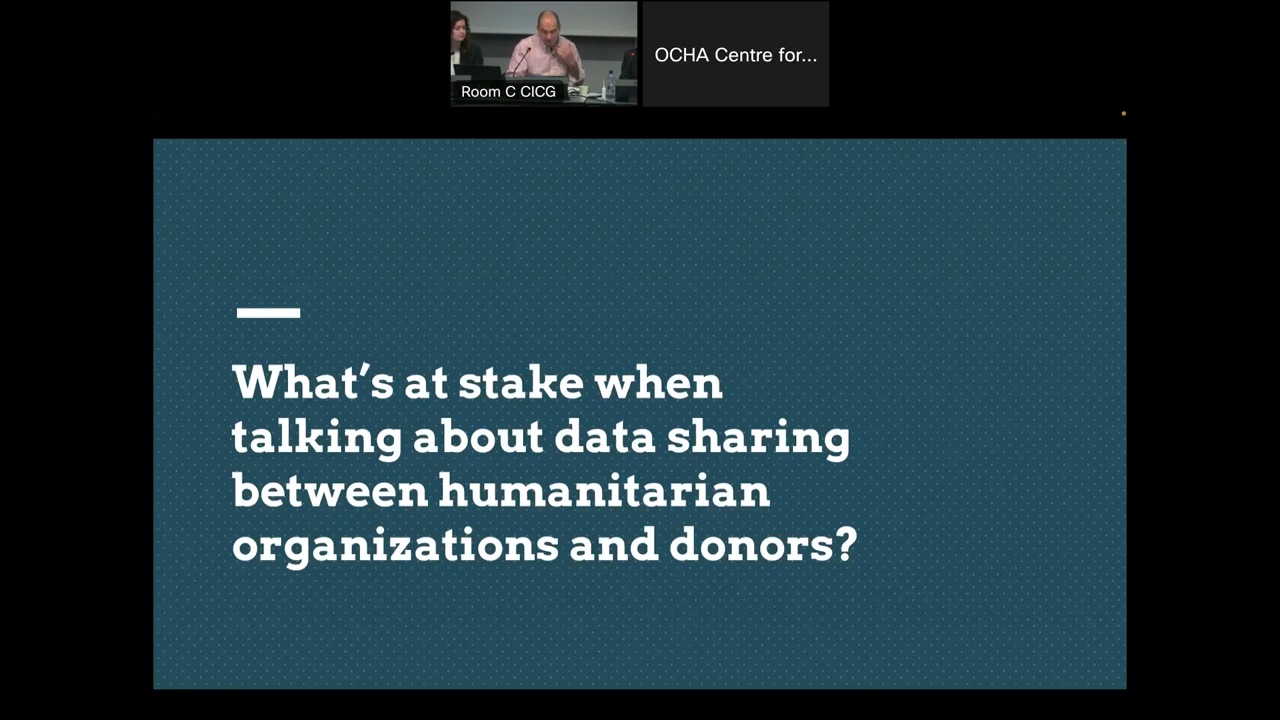 Room C CICG
OCHA Centre for...
What's at stake when
talking about data sharing
between humanitarian
organizations and donors?